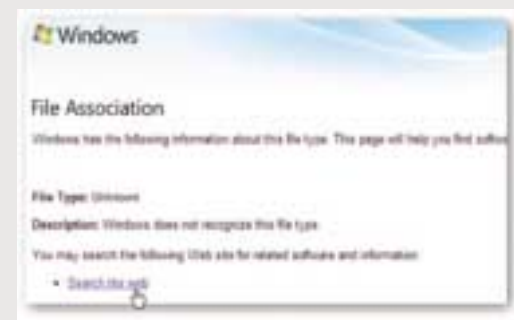 Windows
File Association
Windows has the following information about this file type. This page will help you find softwa
File Type: Unknown
Description: Windows does not recognize this file type.
You may search the following Web site for related software and information:
• Search the web